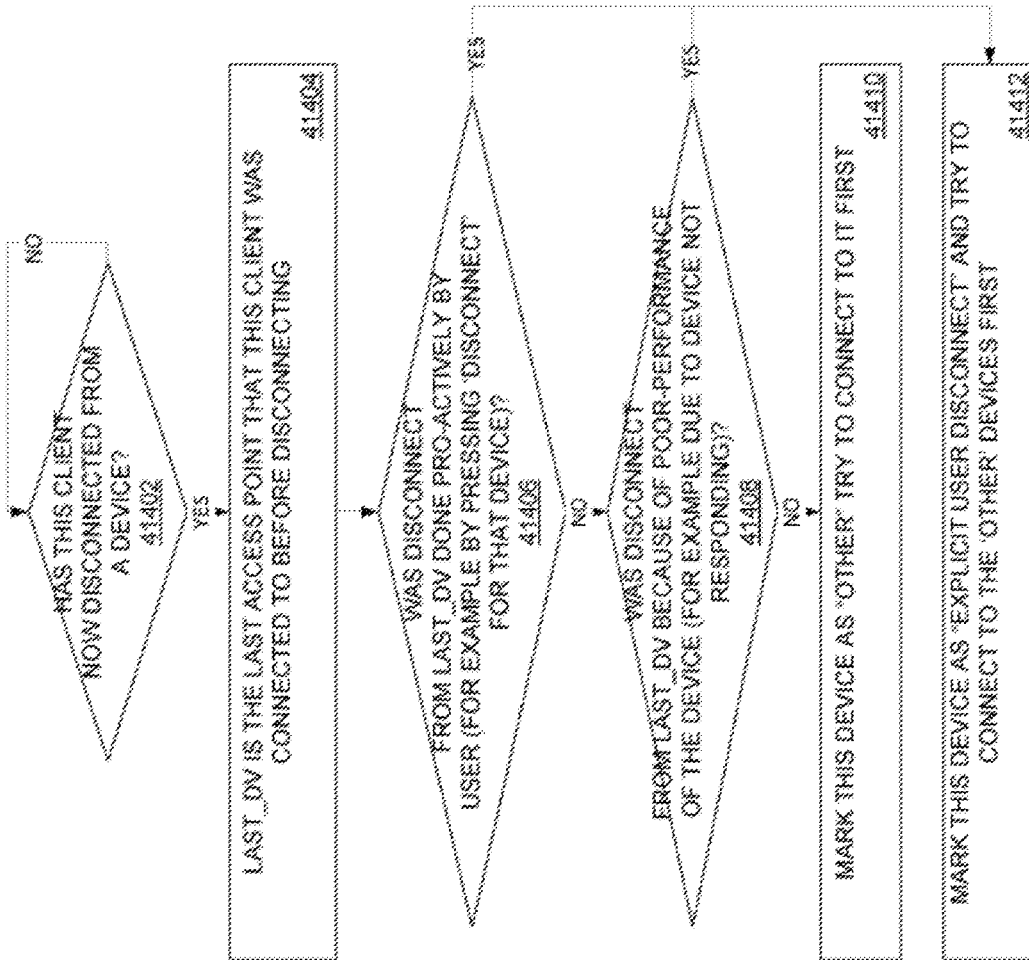 HAS THIS CLIENT
NOW DISCONNECTED FROM
A DEVICE?
41402
NO
YES
LAST_DV IS THE LAST ACCESS POINT THAT THIS CLIENT WAS
CONNECTED TO BEFORE DISCONNECTING
41404
WAS DISCONNECT
FROM LAST_DV DONE PRO-ACTIVELY BY
USER (FOR EXAMPLE BY PRESSING 'DISCONNECT'
FOR THAT DEVICE)?
41406
YES
NO
WAS DISCONNECT
FROM LAST_DV BECAUSE OF POOR-PERFORMANCE
OF THE DEVICE (FOR EXAMPLE DUE TO DEVICE NOT
RESPONDING)?
41408
YES
NO
MARK THIS DEVICE AS "OTHER" TRY TO CONNECT TO IT FIRST
41410
MARK THIS DEVICE AS "EXPLICIT USER DISCONNECT" AND TRY TO
CONNECT TO THE 'OTHER' DEVICES FIRST
41412